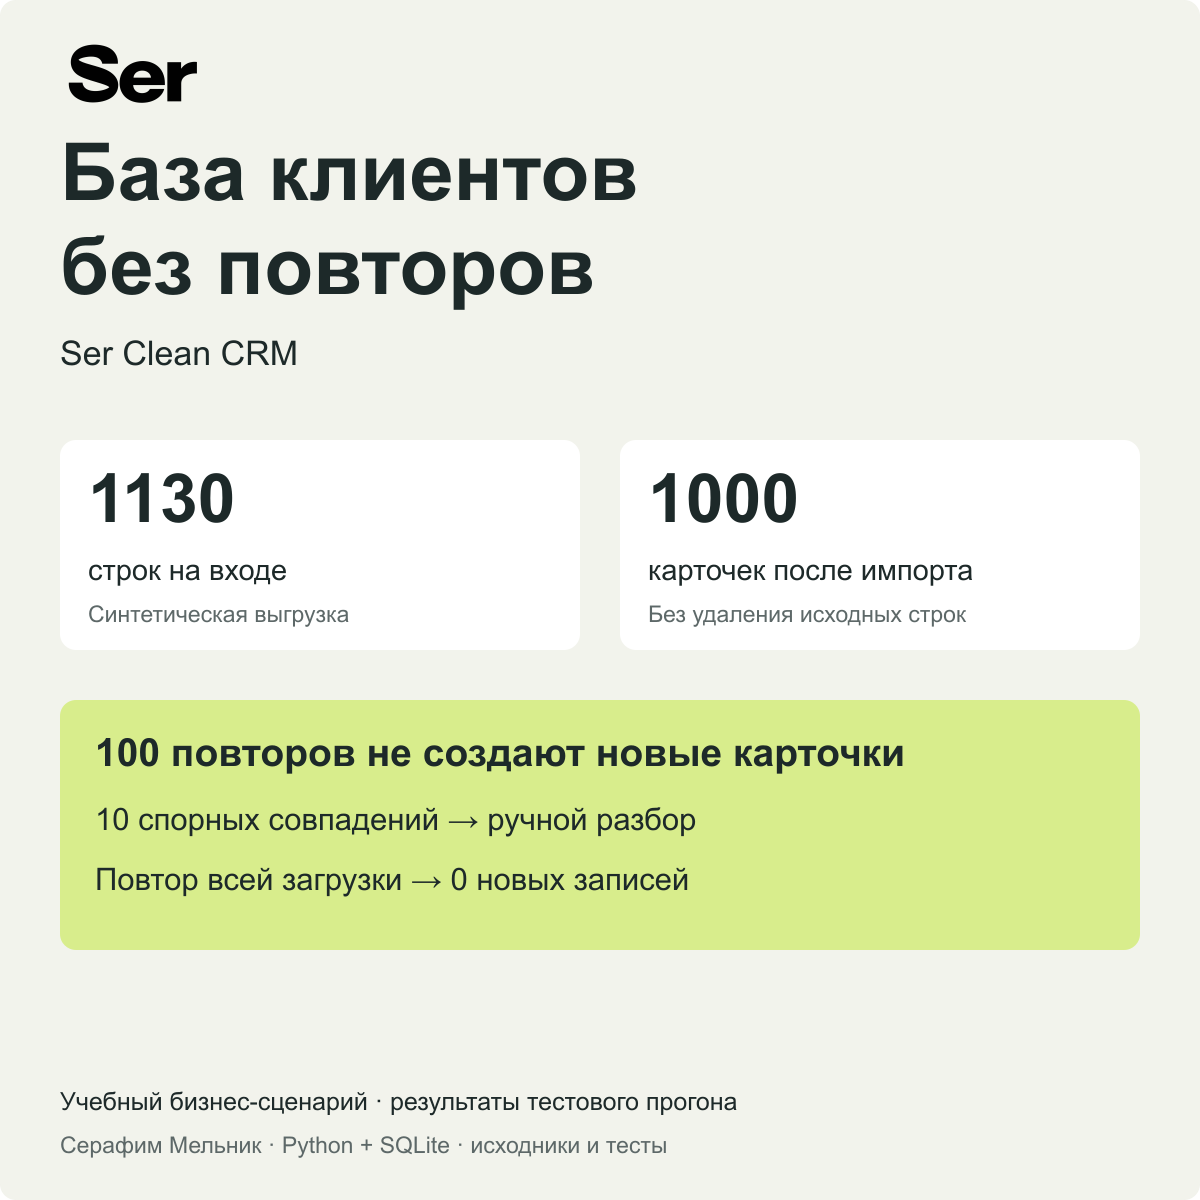 Ser
База клиентов
без повторов
Ser Clean CRM
1130
строк на входе
Синтетическая выгрузка
1000
карточек после импорта
Без удаления исходных строк
100 повторов не создают новые карточки
10 спорных совпадений → ручной разбор
Повтор всей загрузки → 0 новых записей
Учебный бизнес-сценарий · результаты тестового прогона
Серафим Мельник · Python + SQLite · исходники и тесты